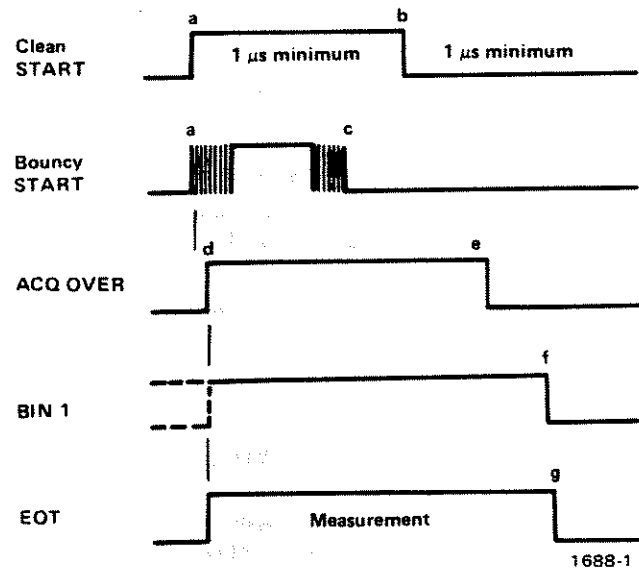 a b
Clean
START
1 µs minimum 1 µs minimum
a c
Bouncy
START
d e
ACQ OVER
f
BIN 1
g
EOT
Measurement
1688-1